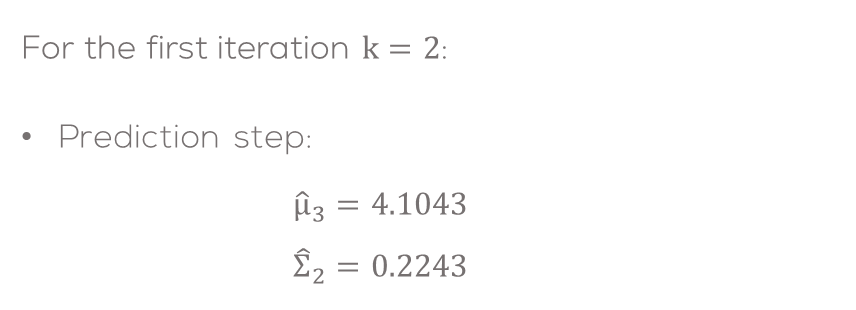 For the first iteration k = 2:
• Prediction step:
μ̂₃ = 4.1043
Σ̂₂ = 0.2243